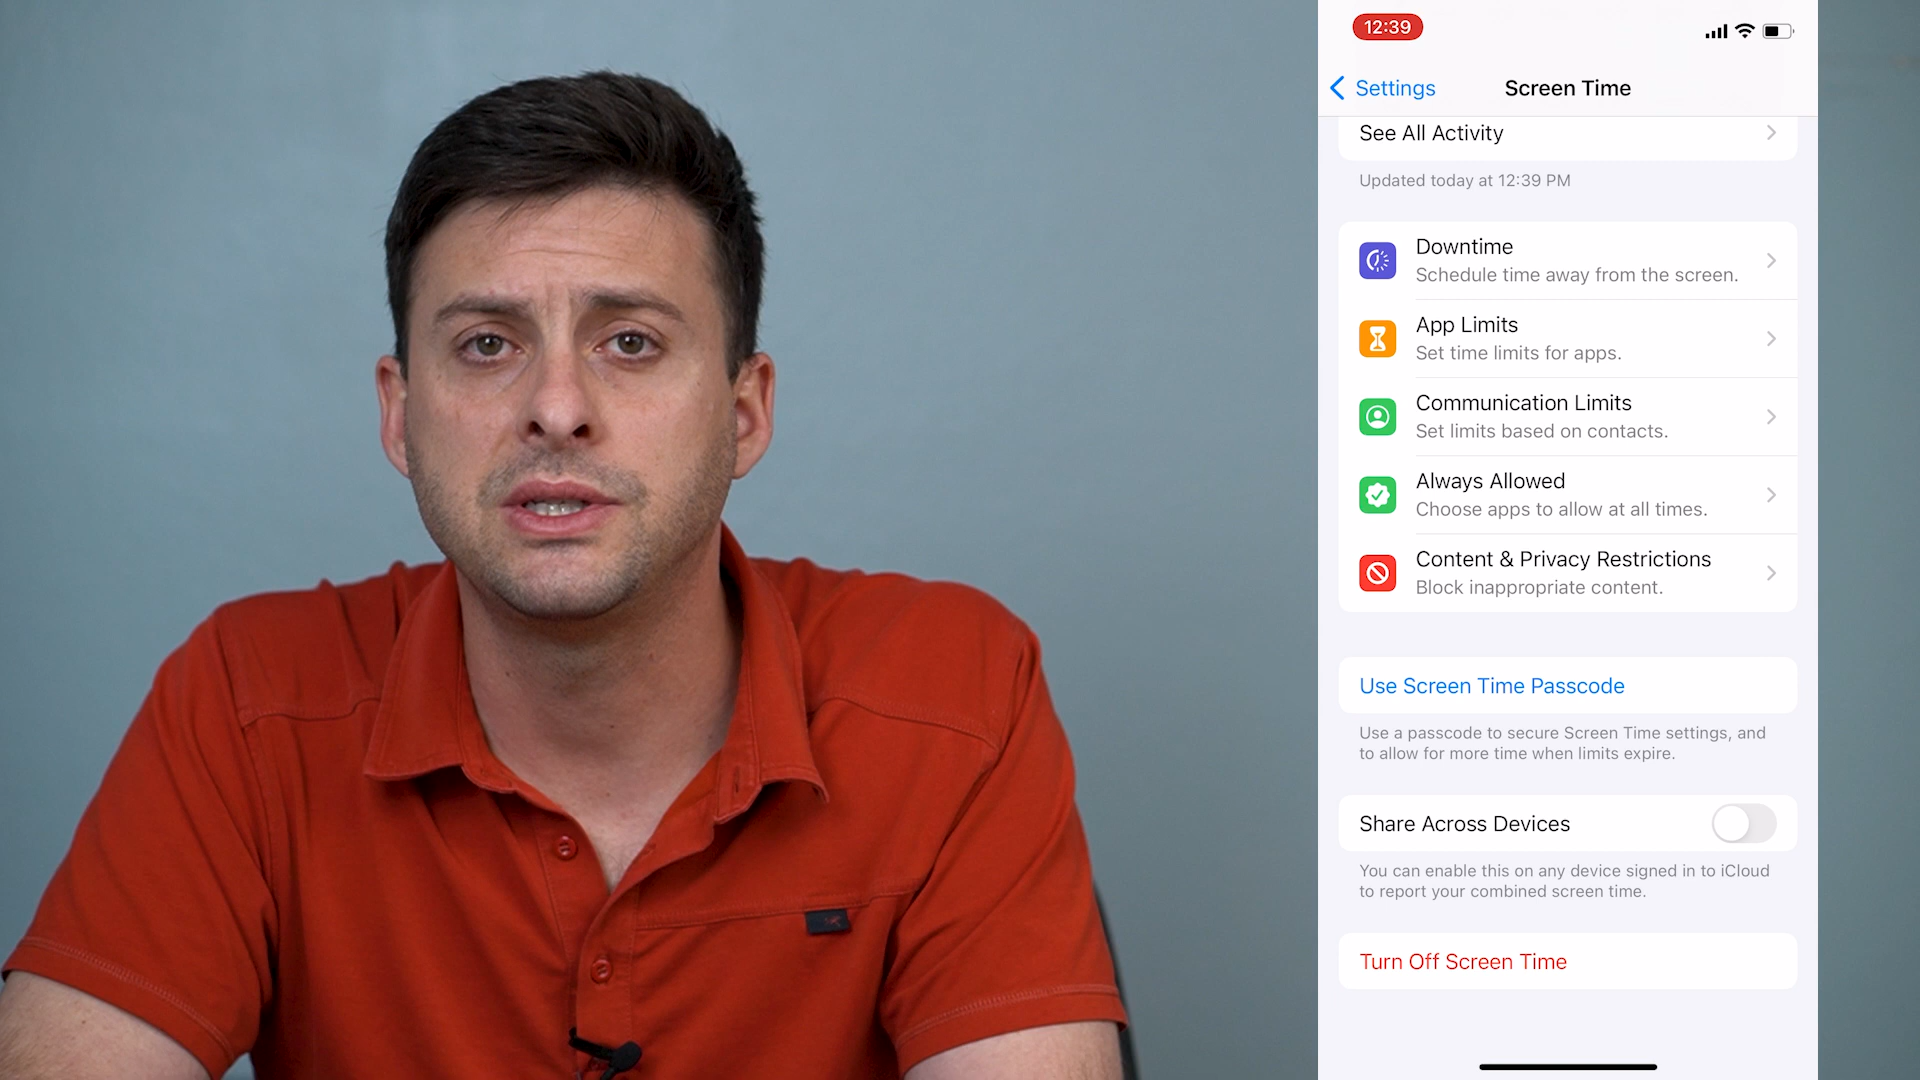 12:39
Settings
Screen Time
See All Activity
Updated today at 12:39 PM
Downtime
Schedule time away from the screen.
App Limits
Set time limits for apps.
Communication Limits
Set limits based on contacts.
Always Allowed
Choose apps to allow at all times.
Content & Privacy Restrictions
Block inappropriate content.
Use Screen Time Passcode
Use a passcode to secure Screen Time settings, and
to allow for more time when limits expire.
Share Across Devices
You can enable this on any device signed in to iCloud
to report your combined screen time.
Turn Off Screen Time